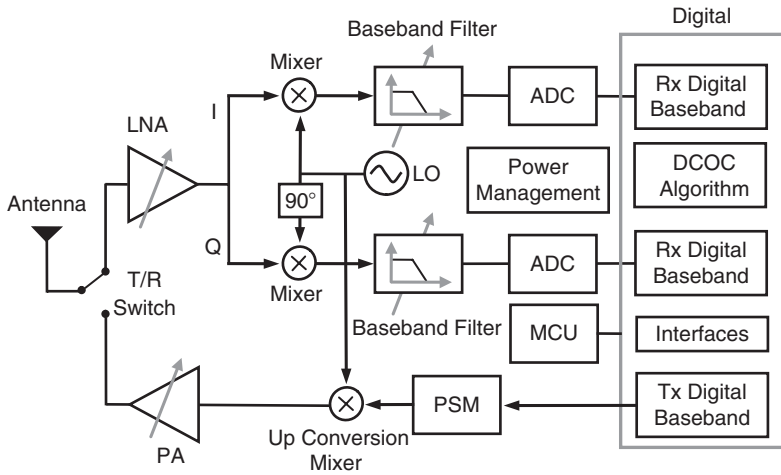 Digital
Baseband Filter
Mixer
I
ADC
Rx Digital
Baseband
LNA
LO
Power
Management
DCOC
Algorithm
90°
Antenna
Q
ADC
Rx Digital
Baseband
T/R
Switch
Mixer
Baseband Filter
MCU
Interfaces
PSM
Tx Digital
Baseband
PA
Up Conversion
Mixer